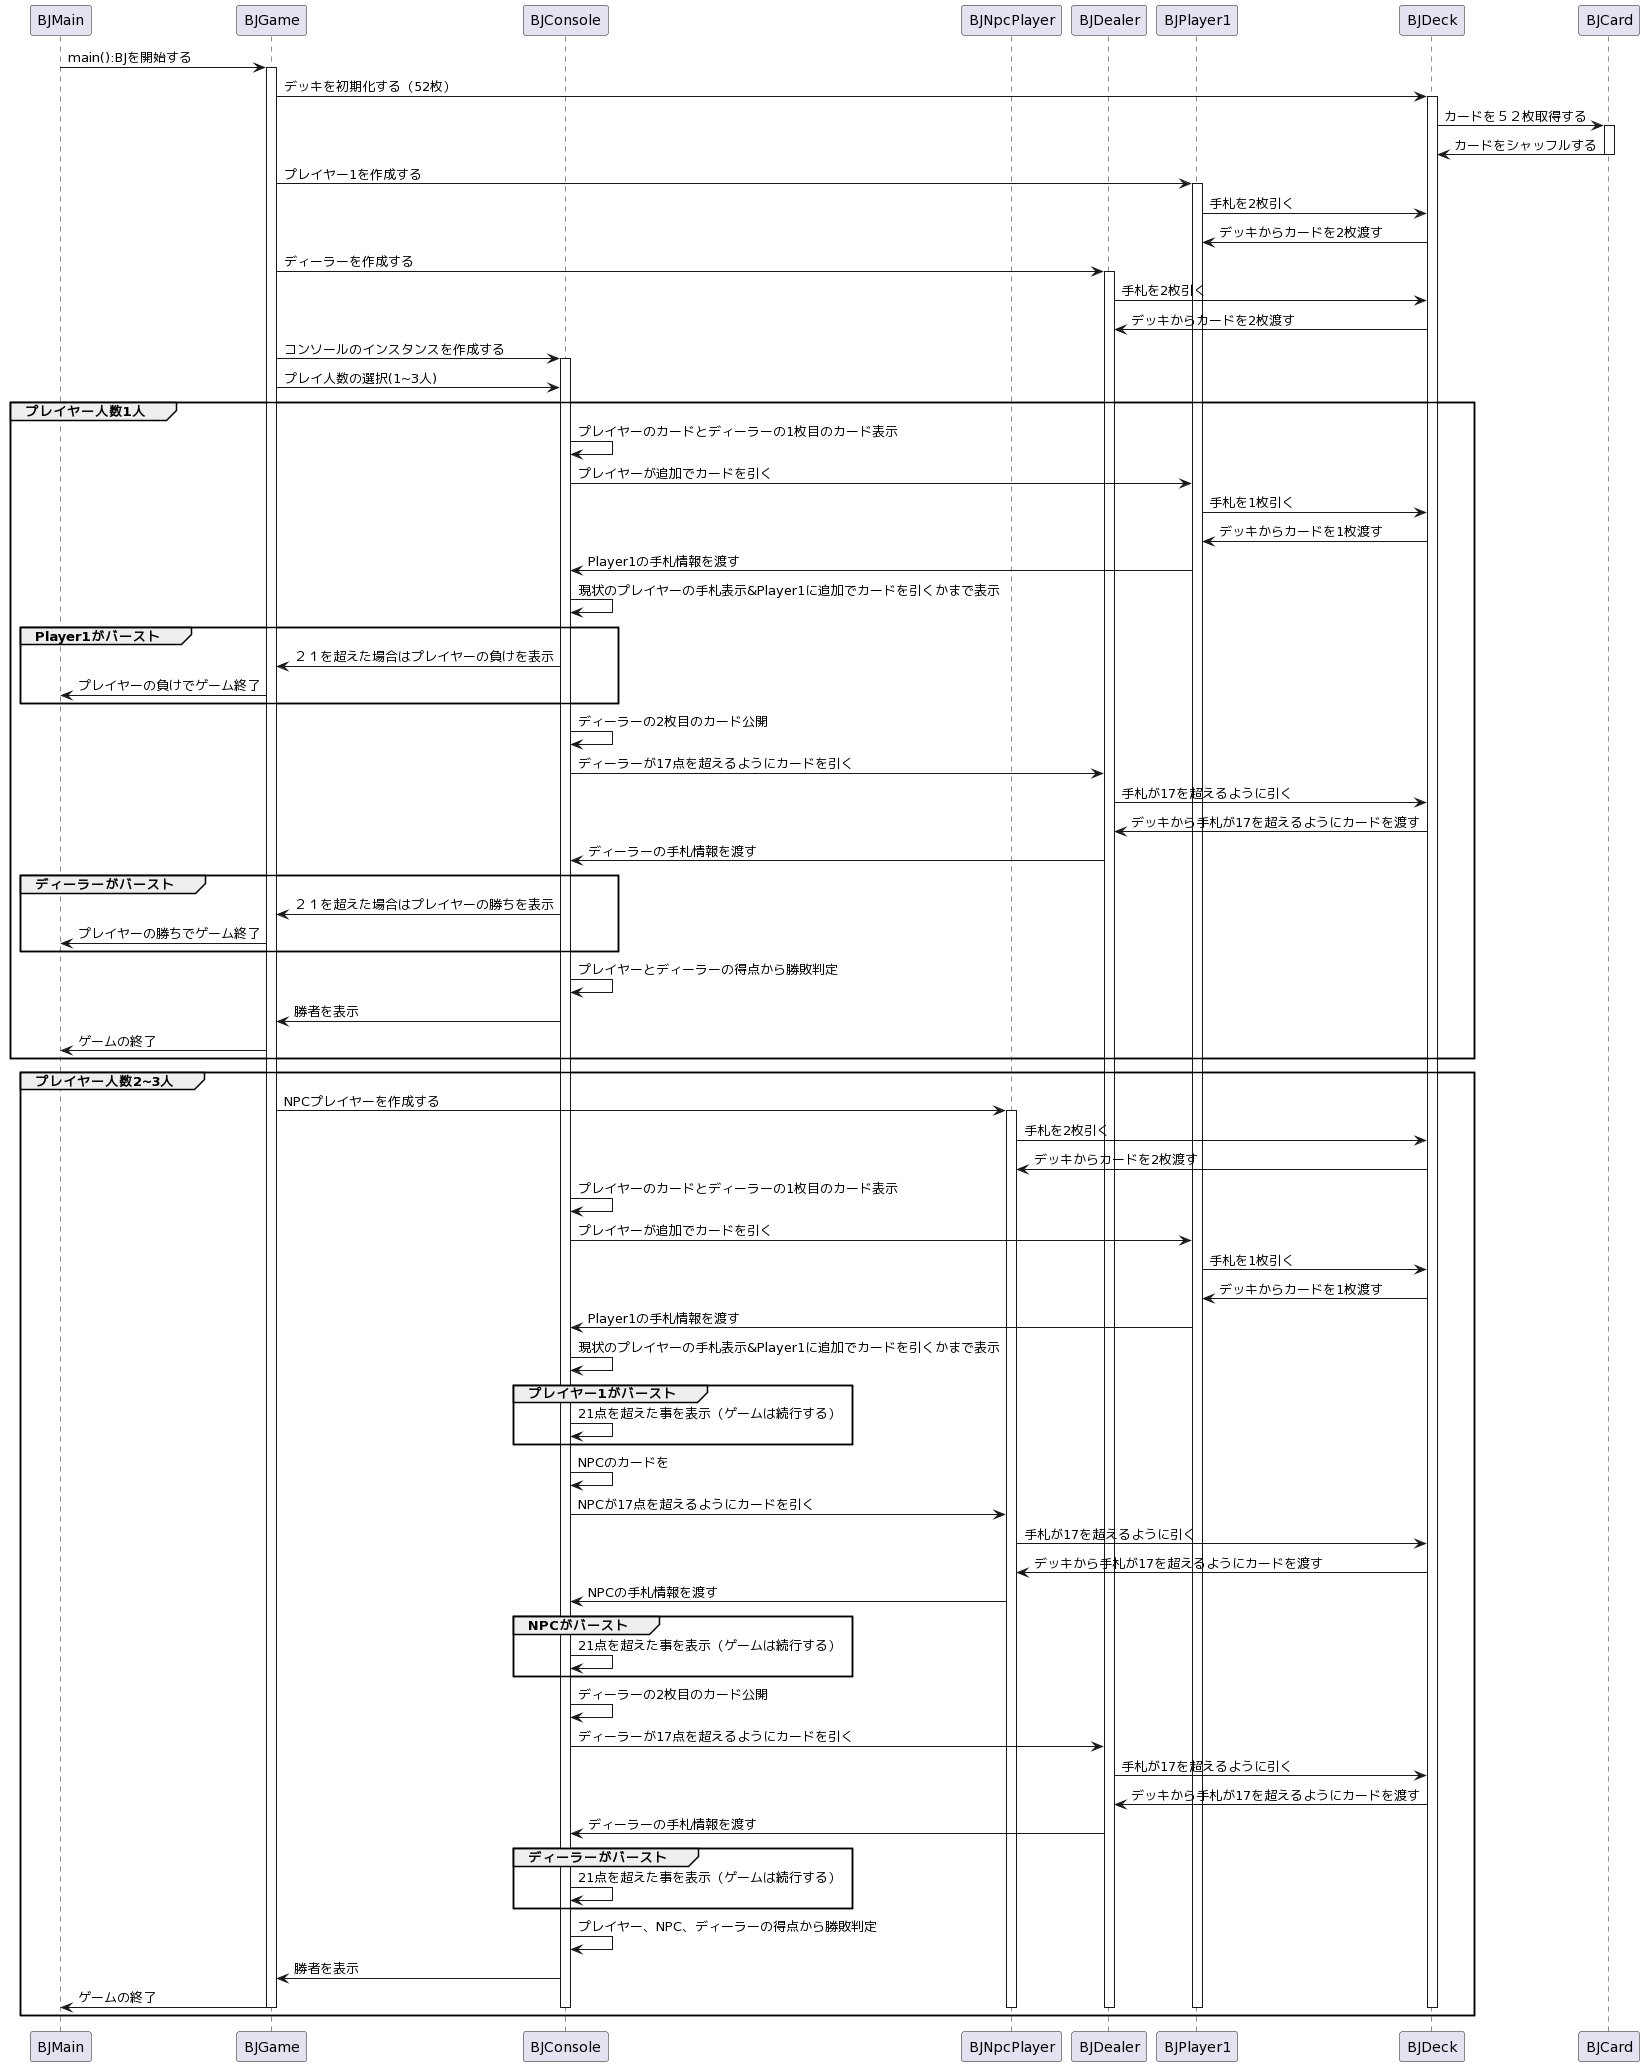 BJMain BJGame BJConsole BJNpcPlayer BJDealer BJPlayer1 BJDeck BJCard
main():BJを開始する
デッキを初期化する（52枚）
カードを５２枚取得する
カードをシャッフルする
プレイヤー1を作成する
手札を2枚引く
デッキからカードを2枚渡す
ディーラーを作成する
手札を2枚引く
デッキからカードを2枚渡す
コンソールのインスタンスを作成する
プレイ人数の選択(1~3人)
プレイヤー人数1人
プレイヤーのカードとディーラーの1枚目のカード表示
プレイヤーが追加でカードを引く
手札を1枚引く
デッキからカードを1枚渡す
Player1の手札情報を渡す
現状のプレイヤーの手札表示&Player1に追加でカードを引くかまで表示
Player1がバースト
２１を超えた場合はプレイヤーの負けを表示
プレイヤーの負けでゲーム終了
ディーラーの2枚目のカード公開
ディーラーが17点を超えるようにカードを引く
手札が17を超えるように引く
デッキから手札が17を超えるようにカードを渡す
ディーラーの手札情報を渡す
ディーラーがバースト
２１を超えた場合はプレイヤーの勝ちを表示
プレイヤーの勝ちでゲーム終了
プレイヤーとディーラーの得点から勝敗判定
勝者を表示
ゲームの終了
プレイヤー人数2~3人
NPCプレイヤーを作成する
手札を2枚引く
デッキからカードを2枚渡す
プレイヤーのカードとディーラーの1枚目のカード表示
プレイヤーが追加でカードを引く
手札を1枚引く
デッキからカードを1枚渡す
Player1の手札情報を渡す
現状のプレイヤーの手札表示&Player1に追加でカードを引くかまで表示
プレイヤー1がバースト
21点を超えた事を表示（ゲームは続行する）
NPCのカードを
NPCが17点を超えるようにカードを引く
手札が17を超えるように引く
デッキから手札が17を超えるようにカードを渡す
NPCの手札情報を渡す
NPCがバースト
21点を超えた事を表示（ゲームは続行する）
ディーラーの2枚目のカード公開
ディーラーが17点を超えるようにカードを引く
手札が17を超えるように引く
デッキから手札が17を超えるようにカードを渡す
ディーラーの手札情報を渡す
ディーラーがバースト
21点を超えた事を表示（ゲームは続行する）
プレイヤー、NPC、ディーラーの得点から勝敗判定
勝者を表示
ゲームの終了
BJMain BJGame BJConsole BJNpcPlayer BJDealer BJPlayer1 BJDeck BJCard